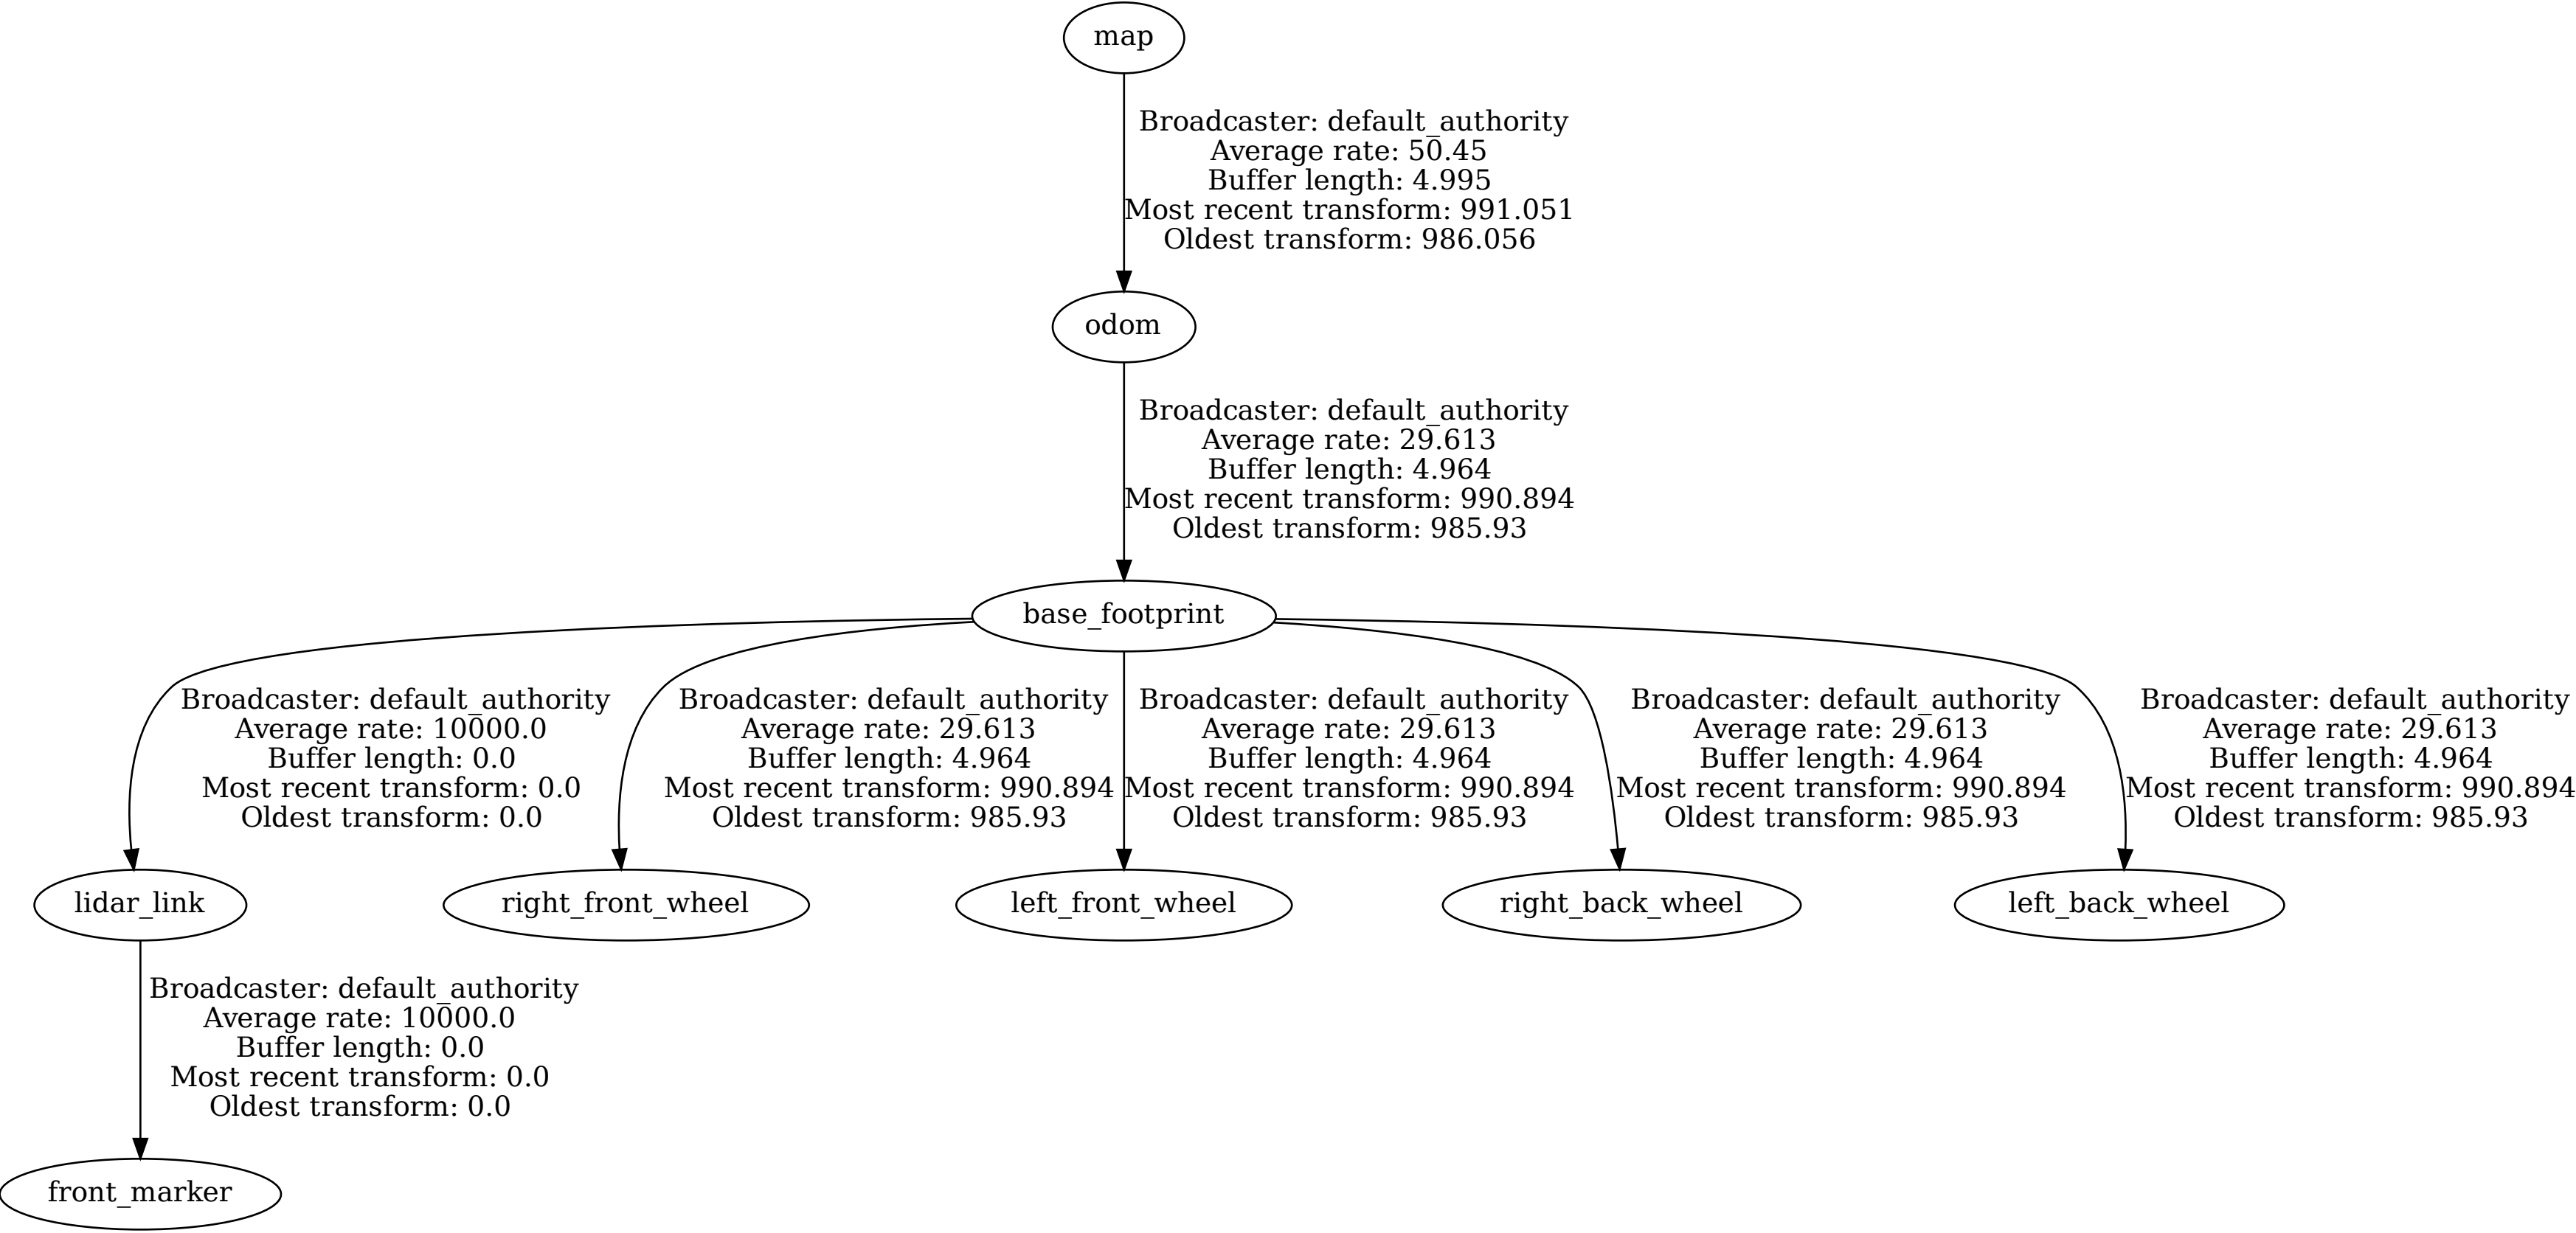 map
Broadcaster: default_authority
Average rate: 50.45
Buffer length: 4.995
Most recent transform: 991.051
Oldest transform: 986.056
odom
Broadcaster: default_authority
Average rate: 29.613
Buffer length: 4.964
Most recent transform: 990.894
Oldest transform: 985.93
base_footprint
Broadcaster: default_authority
Average rate: 10000.0
Buffer length: 0.0
Most recent transform: 0.0
Oldest transform: 0.0
Broadcaster: default_authority
Average rate: 29.613
Buffer length: 4.964
Most recent transform: 990.894
Oldest transform: 985.93
Broadcaster: default_authority
Average rate: 29.613
Buffer length: 4.964
Most recent transform: 990.894
Oldest transform: 985.93
Broadcaster: default_authority
Average rate: 29.613
Buffer length: 4.964
Most recent transform: 990.894
Oldest transform: 985.93
Broadcaster: default_authority
Average rate: 29.613
Buffer length: 4.964
Most recent transform: 990.894
Oldest transform: 985.93
lidar_link
right_front_wheel
left_front_wheel
right_back_wheel
left_back_wheel
Broadcaster: default_authority
Average rate: 10000.0
Buffer length: 0.0
Most recent transform: 0.0
Oldest transform: 0.0
front_marker